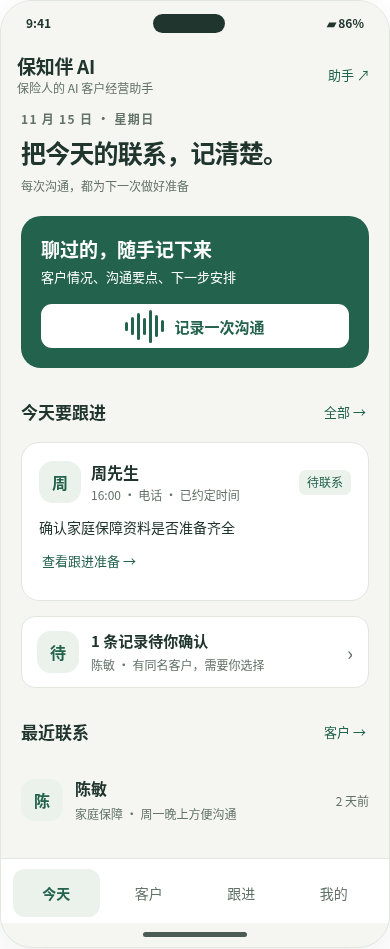 9:41
86%
保知伴 AI
保险人的 AI 客户经营助手
助手 ↗
11 月 15 日 · 星期日
把今天的联系，记清楚。
每次沟通，都为下一次做好准备
聊过的，随手记下来
客户情况、沟通要点、下一步安排
记录一次沟通
今天要跟进
全部 →
周
周先生
16:00 · 电话 · 已约定时间
待联系
确认家庭保障资料是否准备齐全
查看跟进准备 →
待
1 条记录待你确认
陈敏 · 有同名客户，需要你选择
›
最近联系
客户 →
陈
陈敏
家庭保障 · 周一晚上方便沟通
2 天前
今天
客户
跟进
我的